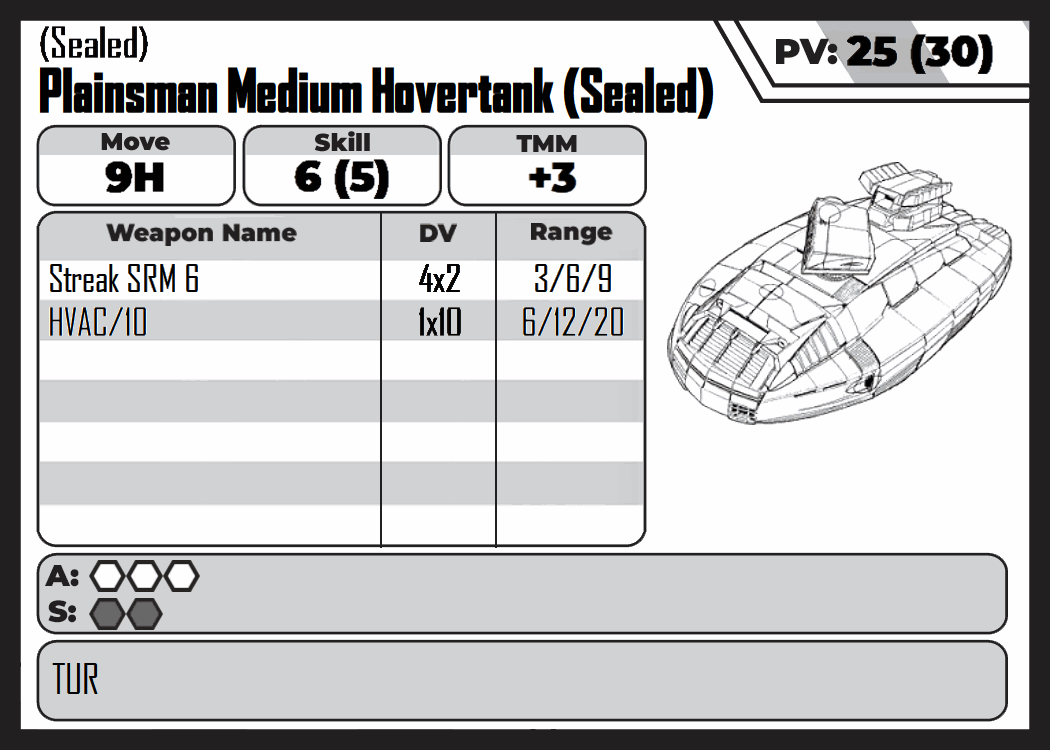 (Sealed)
Plainsman Medium Hovertank (Sealed)
PV: 25 (30)
Move
9H
Skill
6 (5)
TMM
+3
Weapon Name DV Range
Streak SRM 6 4x2 3/6/9
HVAC/10 1x10 6/12/20
A:
S:
TUR